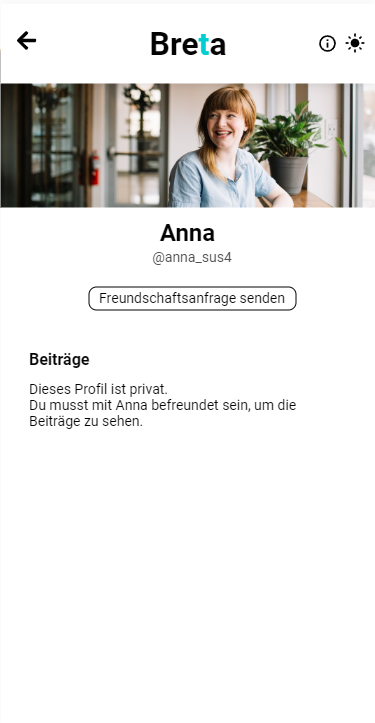 Breta
Anna
@anna_sus4
Freundschaftsanfrage senden
Beiträge
Dieses Profil ist privat.
Du musst mit Anna befreundet sein, um die
Beiträge zu sehen.